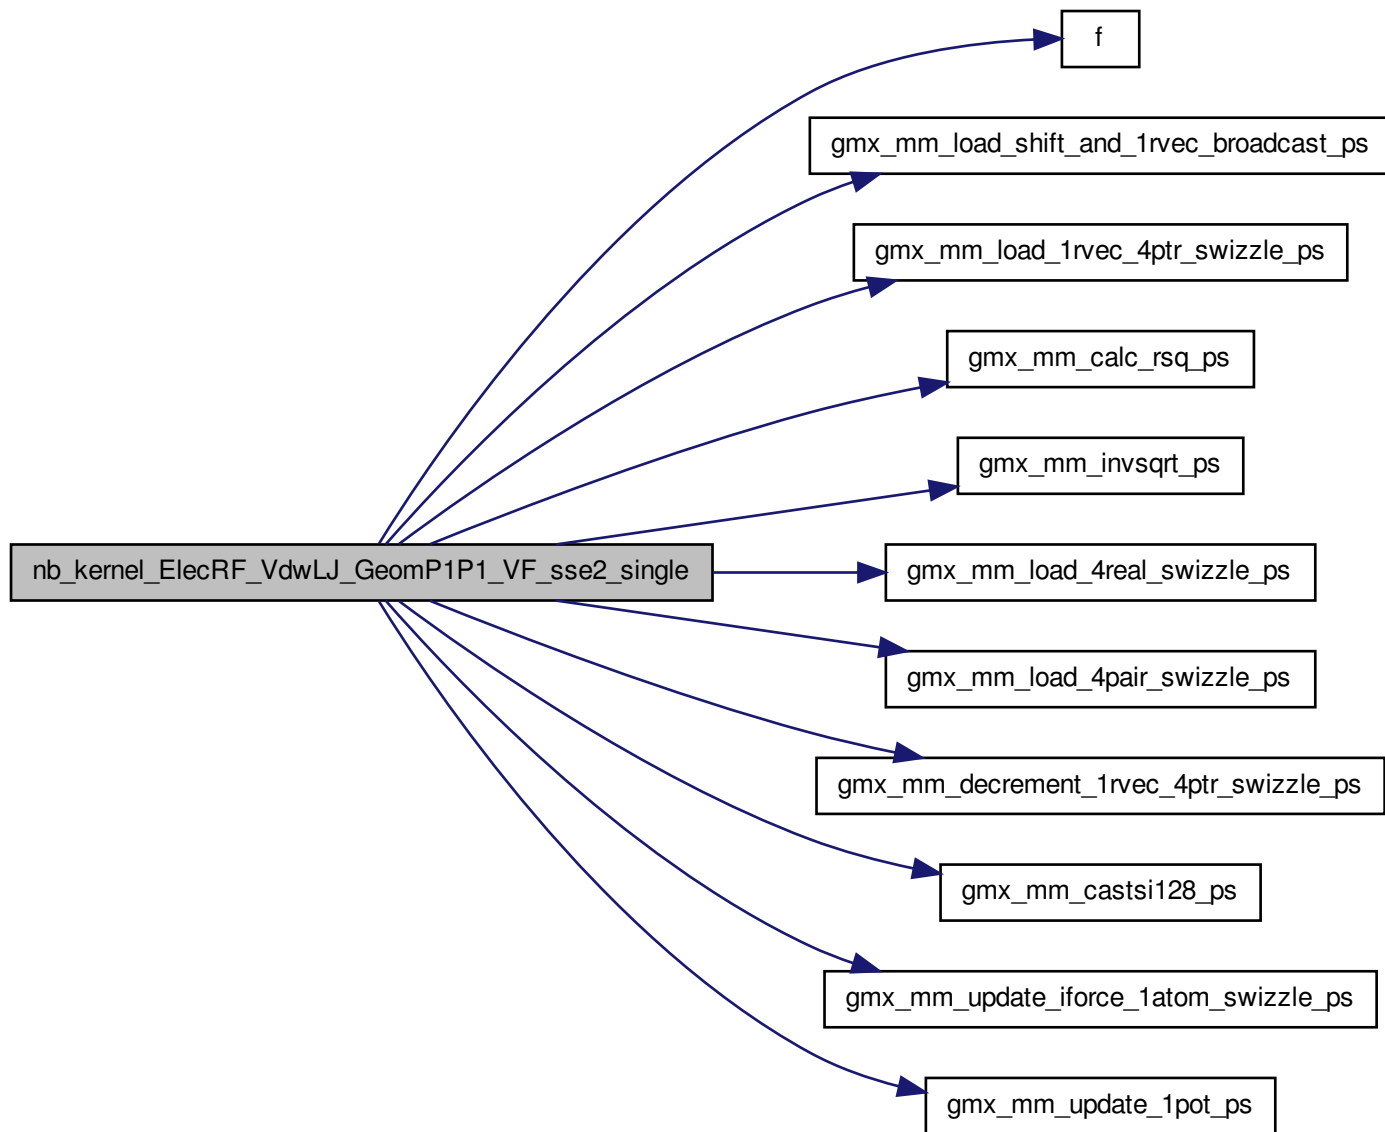 f
gmx_mm_load_shift_and_1rvec_broadcast_ps
gmx_mm_load_1rvec_4ptr_swizzle_ps
gmx_mm_calc_rsq_ps
gmx_mm_invsqrt_ps
nb_kernel_ElecRF_VdwLJ_GeomP1P1_VF_sse2_single
gmx_mm_load_4real_swizzle_ps
gmx_mm_load_4pair_swizzle_ps
gmx_mm_decrement_1rvec_4ptr_swizzle_ps
gmx_mm_castsi128_ps
gmx_mm_update_iforce_1atom_swizzle_ps
gmx_mm_update_1pot_ps